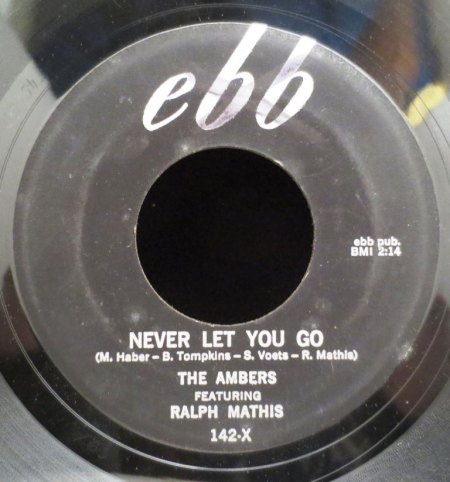 ebb
ebb pub.
BMI 2:14
NEVER LET YOU GO
(M. Haber – B. Tompkins – S. Voets – R. Mathis)
THE AMBERS
FEATURING
RALPH MATHIS
142-X